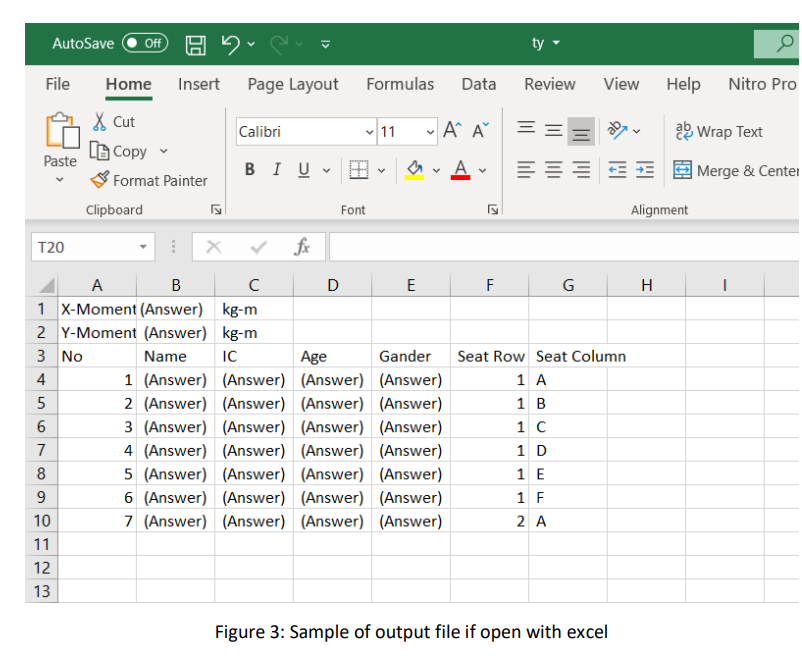 AutoSave Off ty
File Home Insert Page Layout Formulas Data Review View Help Nitro Pro
Paste Cut Calibri 11 A A ab Wrap Text
Copy B I U A Merge & Center
Format Painter
Clipboard Font Alignment
T20 fx
A B C D E F G H I
1 X-Moment (Answer) kg-m
2 Y-Moment (Answer) kg-m
3 No Name IC Age Gander Seat Row Seat Column
4 1 (Answer) (Answer) (Answer) (Answer) 1 A
5 2 (Answer) (Answer) (Answer) (Answer) 1 B
6 3 (Answer) (Answer) (Answer) (Answer) 1 C
7 4 (Answer) (Answer) (Answer) (Answer) 1 D
8 5 (Answer) (Answer) (Answer) (Answer) 1 E
9 6 (Answer) (Answer) (Answer) (Answer) 1 F
10 7 (Answer) (Answer) (Answer) (Answer) 2 A
11
12
13
Figure 3: Sample of output file if open with excel